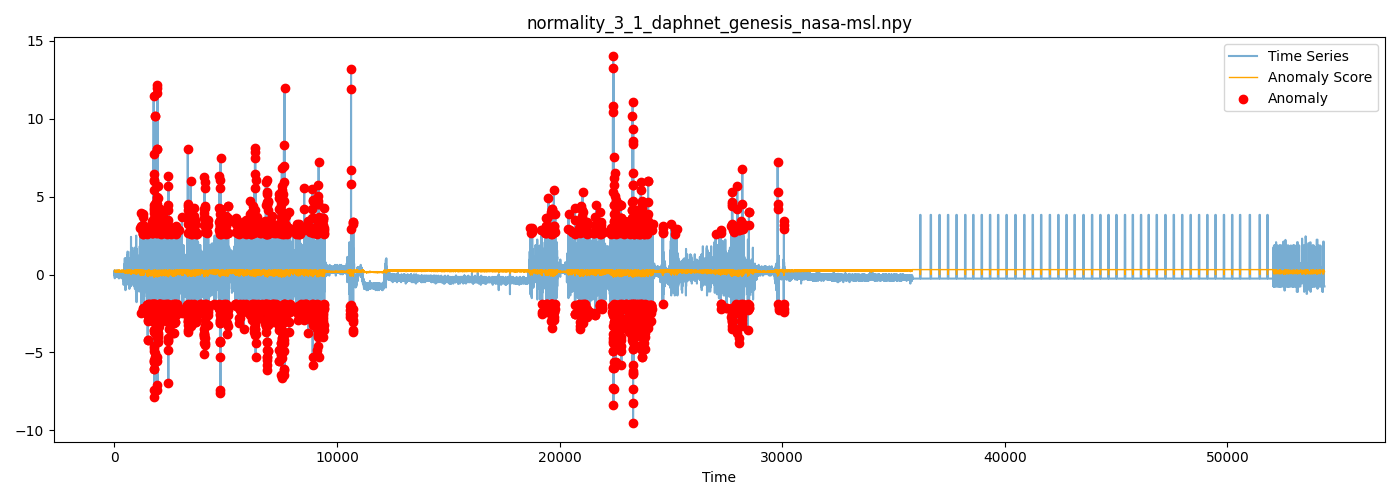 normality_3_1_daphnet_genesis_nasa-msl.npy
15
10
5
0
−5
−10
Time Series
Anomaly Score
Anomaly
0 10000 20000 30000 40000 50000
Time